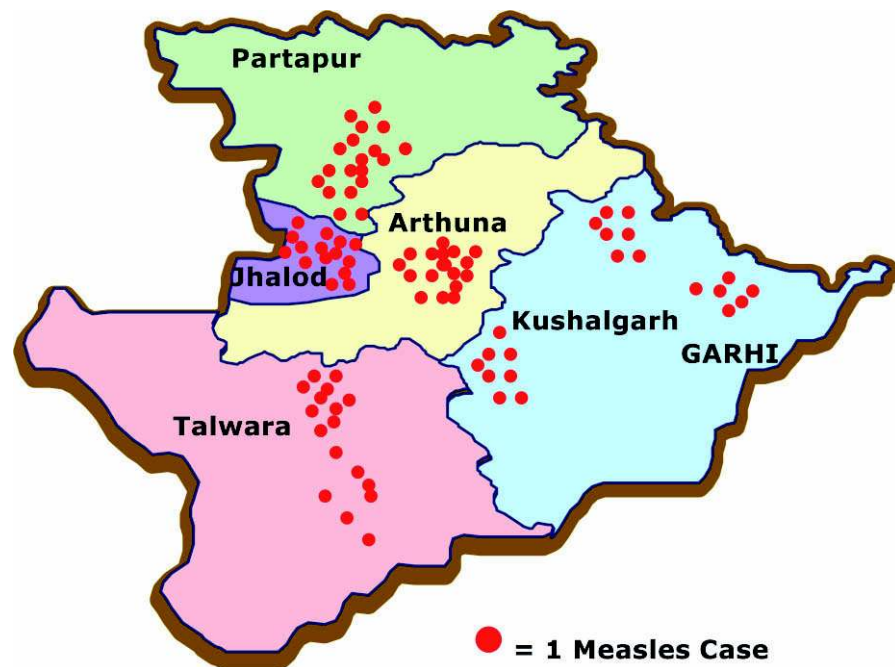 Partapur
Arthuna
Jhalod
Kushalgarh
GARHI
Talwara
= 1 Measles Case